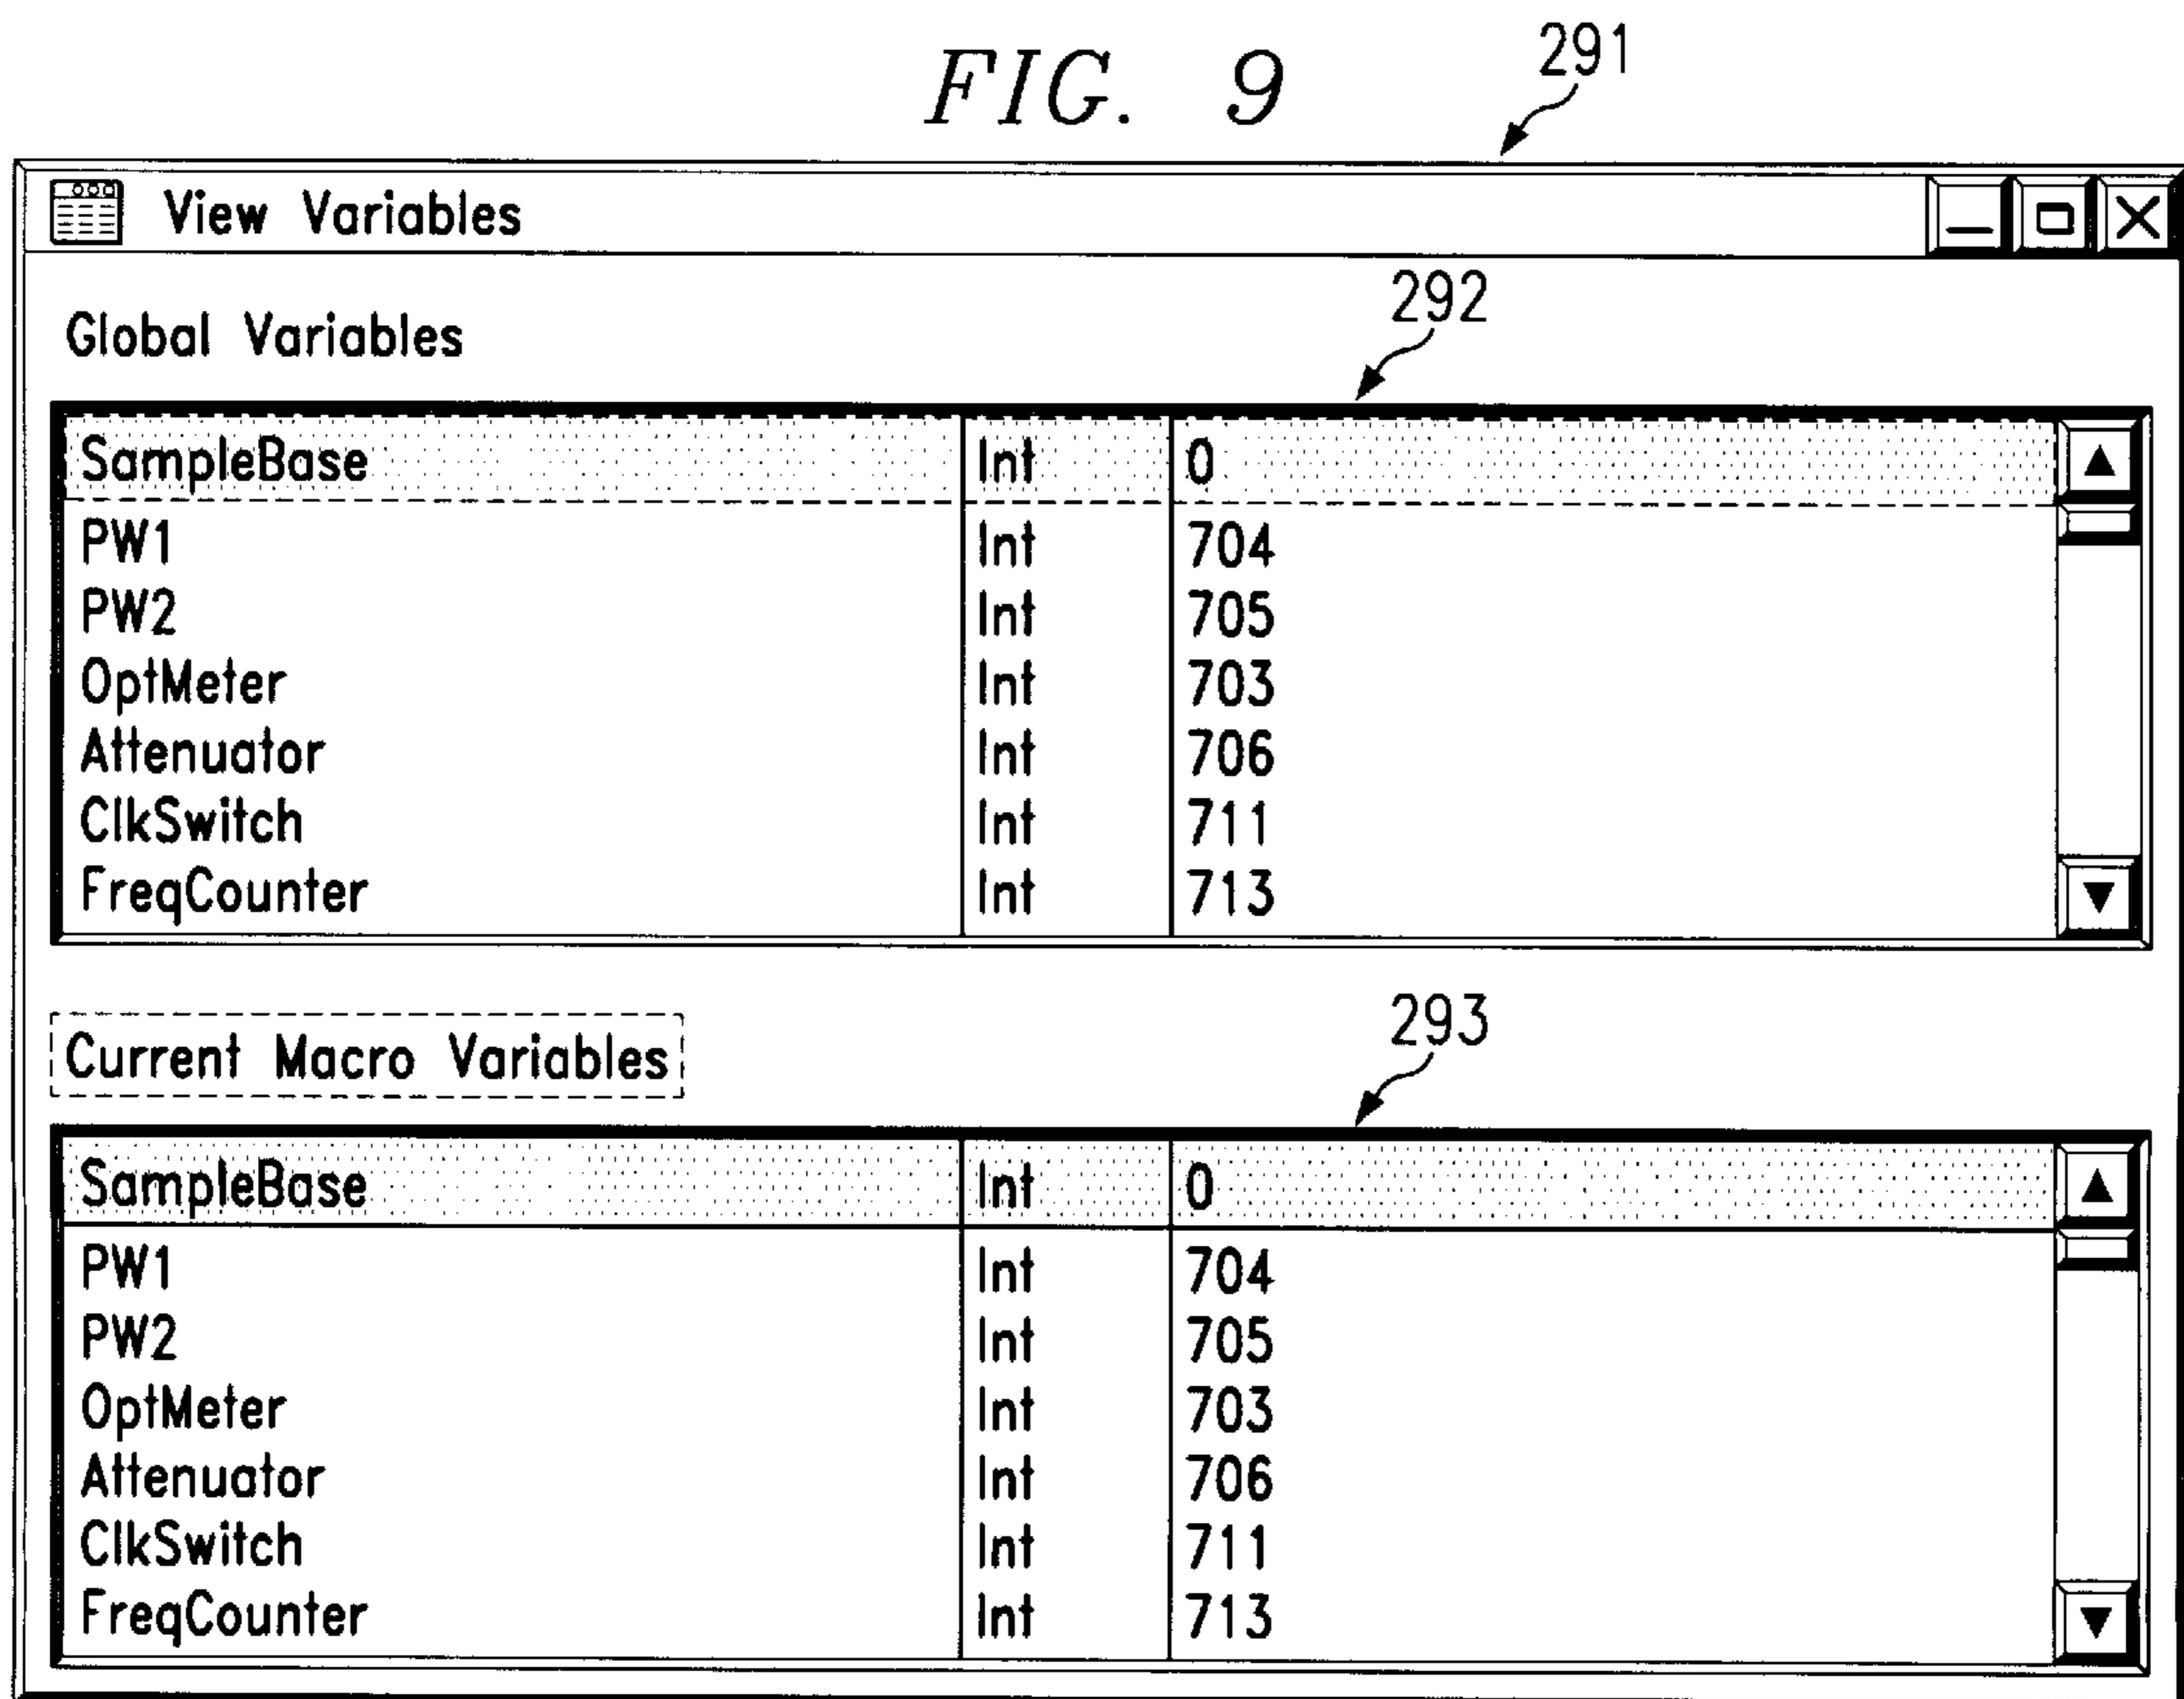 FIG. 9
291
View Variables
292
Global Variables
SampleBase Int 0
PW1 Int 704
PW2 Int 705
OptMeter Int 703
Attenuator Int 706
ClkSwitch Int 711
FreqCounter Int 713
293
Current Macro Variables
SampleBase Int 0
PW1 Int 704
PW2 Int 705
OptMeter Int 703
Attenuator Int 706
ClkSwitch Int 711
FreqCounter Int 713